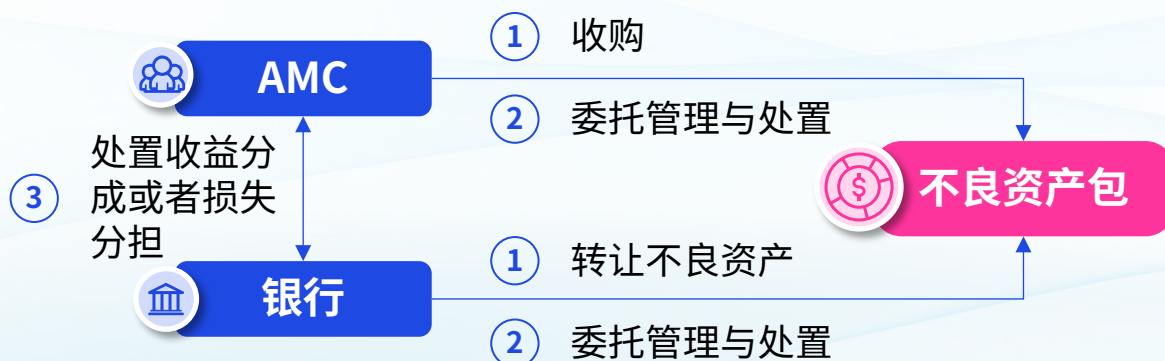 ① 收购
AMC
② 委托管理与处置
③ 处置收益分
成或者损失
分担
不良资产包
① 转让不良资产
银行
② 委托管理与处置